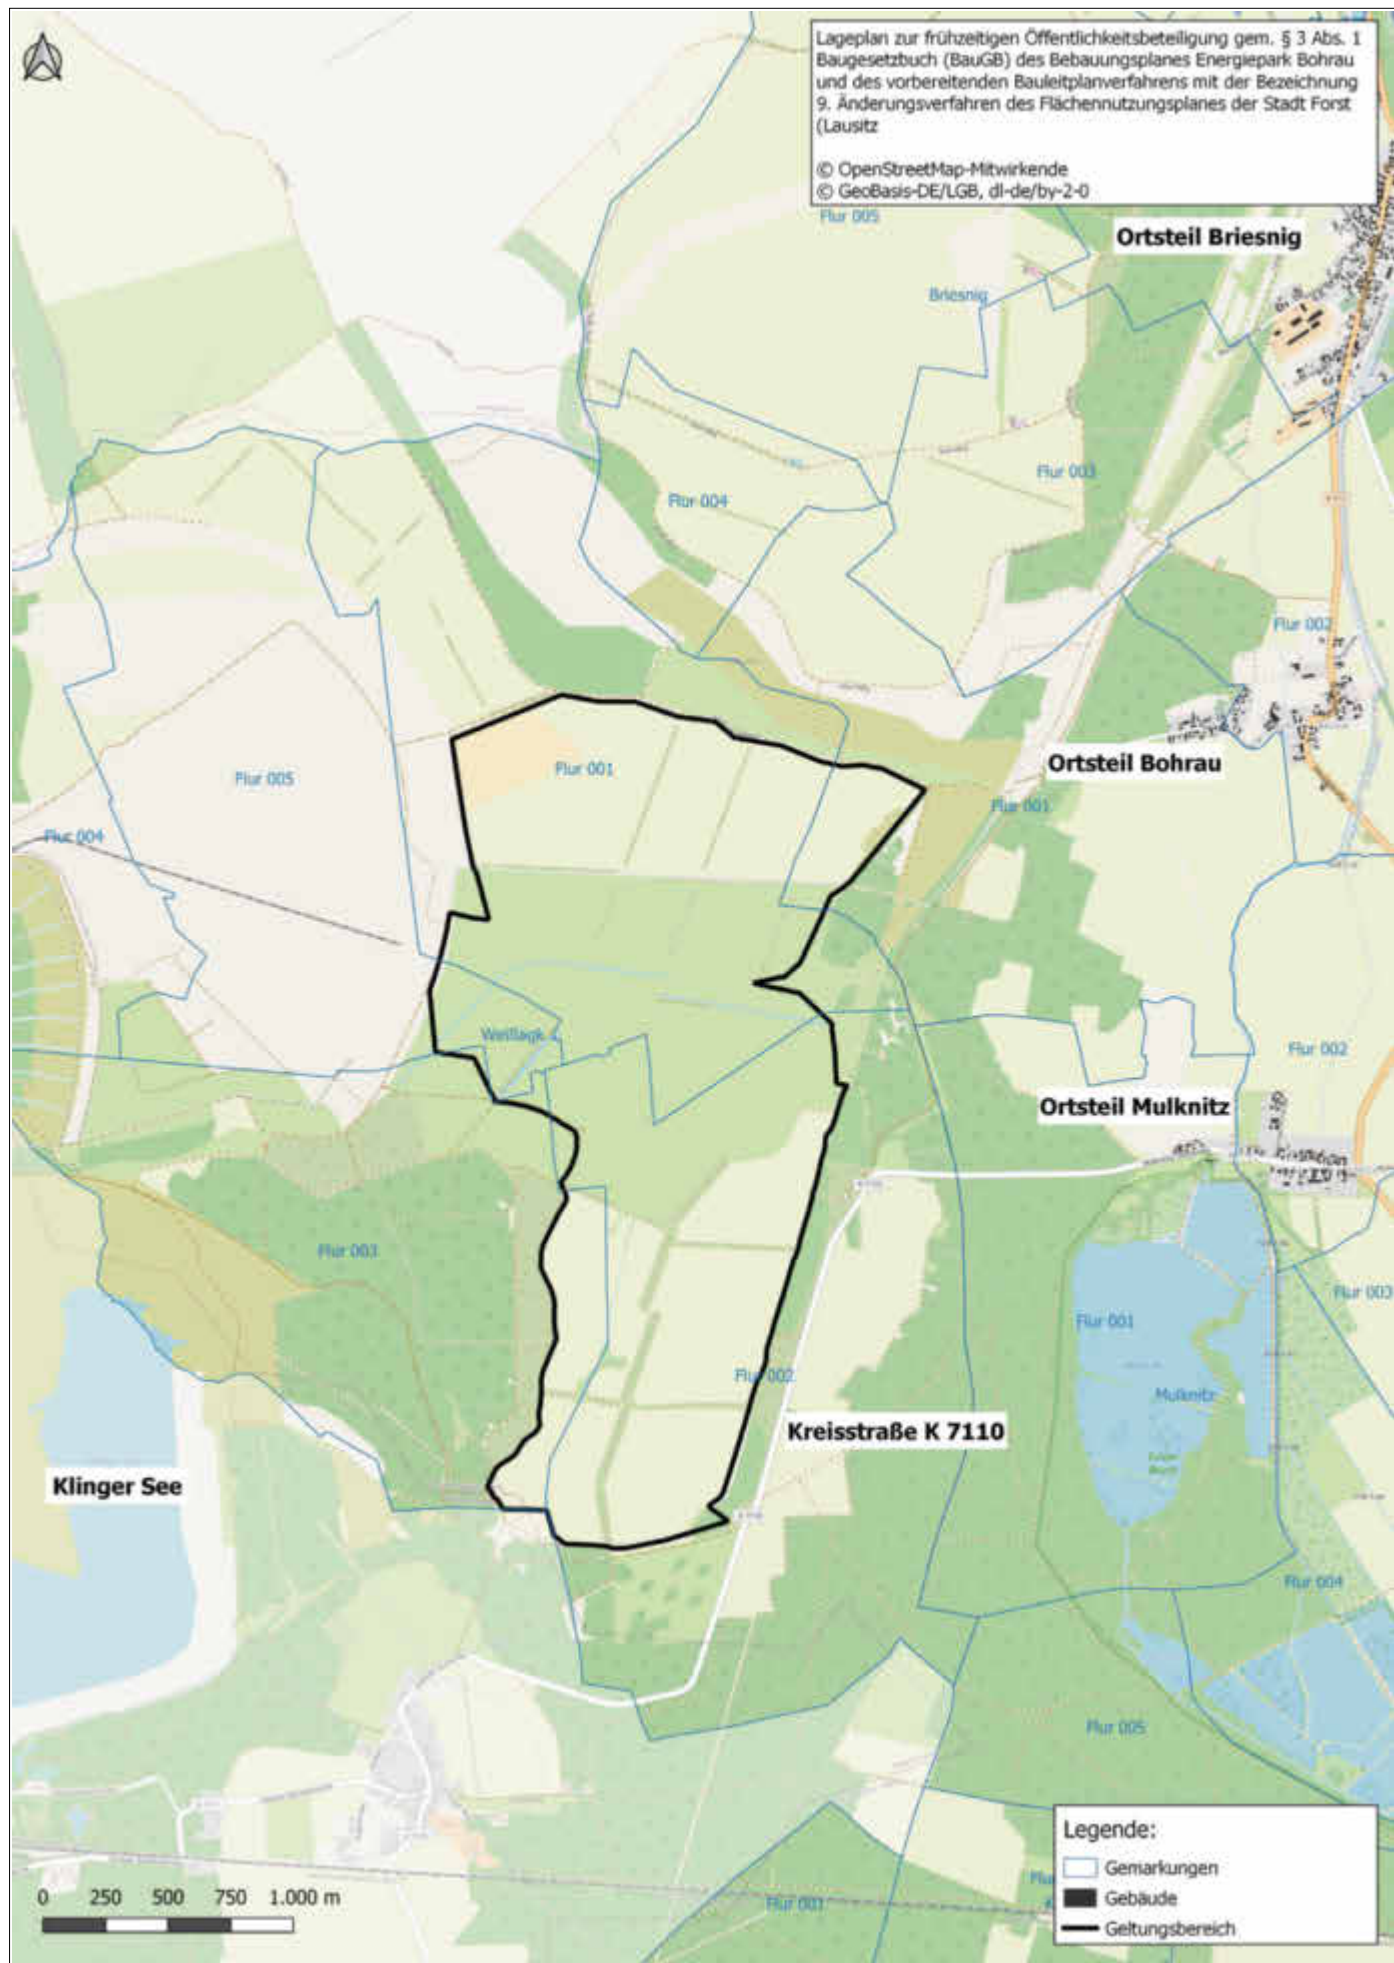 Lageplan zur frühzeitigen Öffentlichkeitsbeteiligung gem. § 3 Abs. 1
Baugesetzbuch (BauGB) des Bebauungsplanes Energiepark Bohrau
und des vorbereitenden Bauleitplanverfahrens mit der Bezeichnung
9. Änderungsverfahren des Flächennutzungsplanes der Stadt Forst
(Lausitz
© OpenStreetMap-Mitwirkende
© GeoBasis-DE/LGB, dl-de/by-2-0
Flur 005
Ortsteil Briesnig
Briesnig
Flur 003
Flur 004
Flur 002
Ortsteil Bohrau
Flur 001
Flur 005
Flur 001
Flur 004
Weißlagk
Flur 002
Ortsteil Mulknitz
Flur 003
Flur 003
Flur 001
Flur 002
Mulknitz
Kreisstraße K 7110
Klinger See
Flur 004
Flur 005
Legende:
Gemarkungen
Gebäude
Geltungsbereich
Flur 001
0 250 500 750 1.000 m